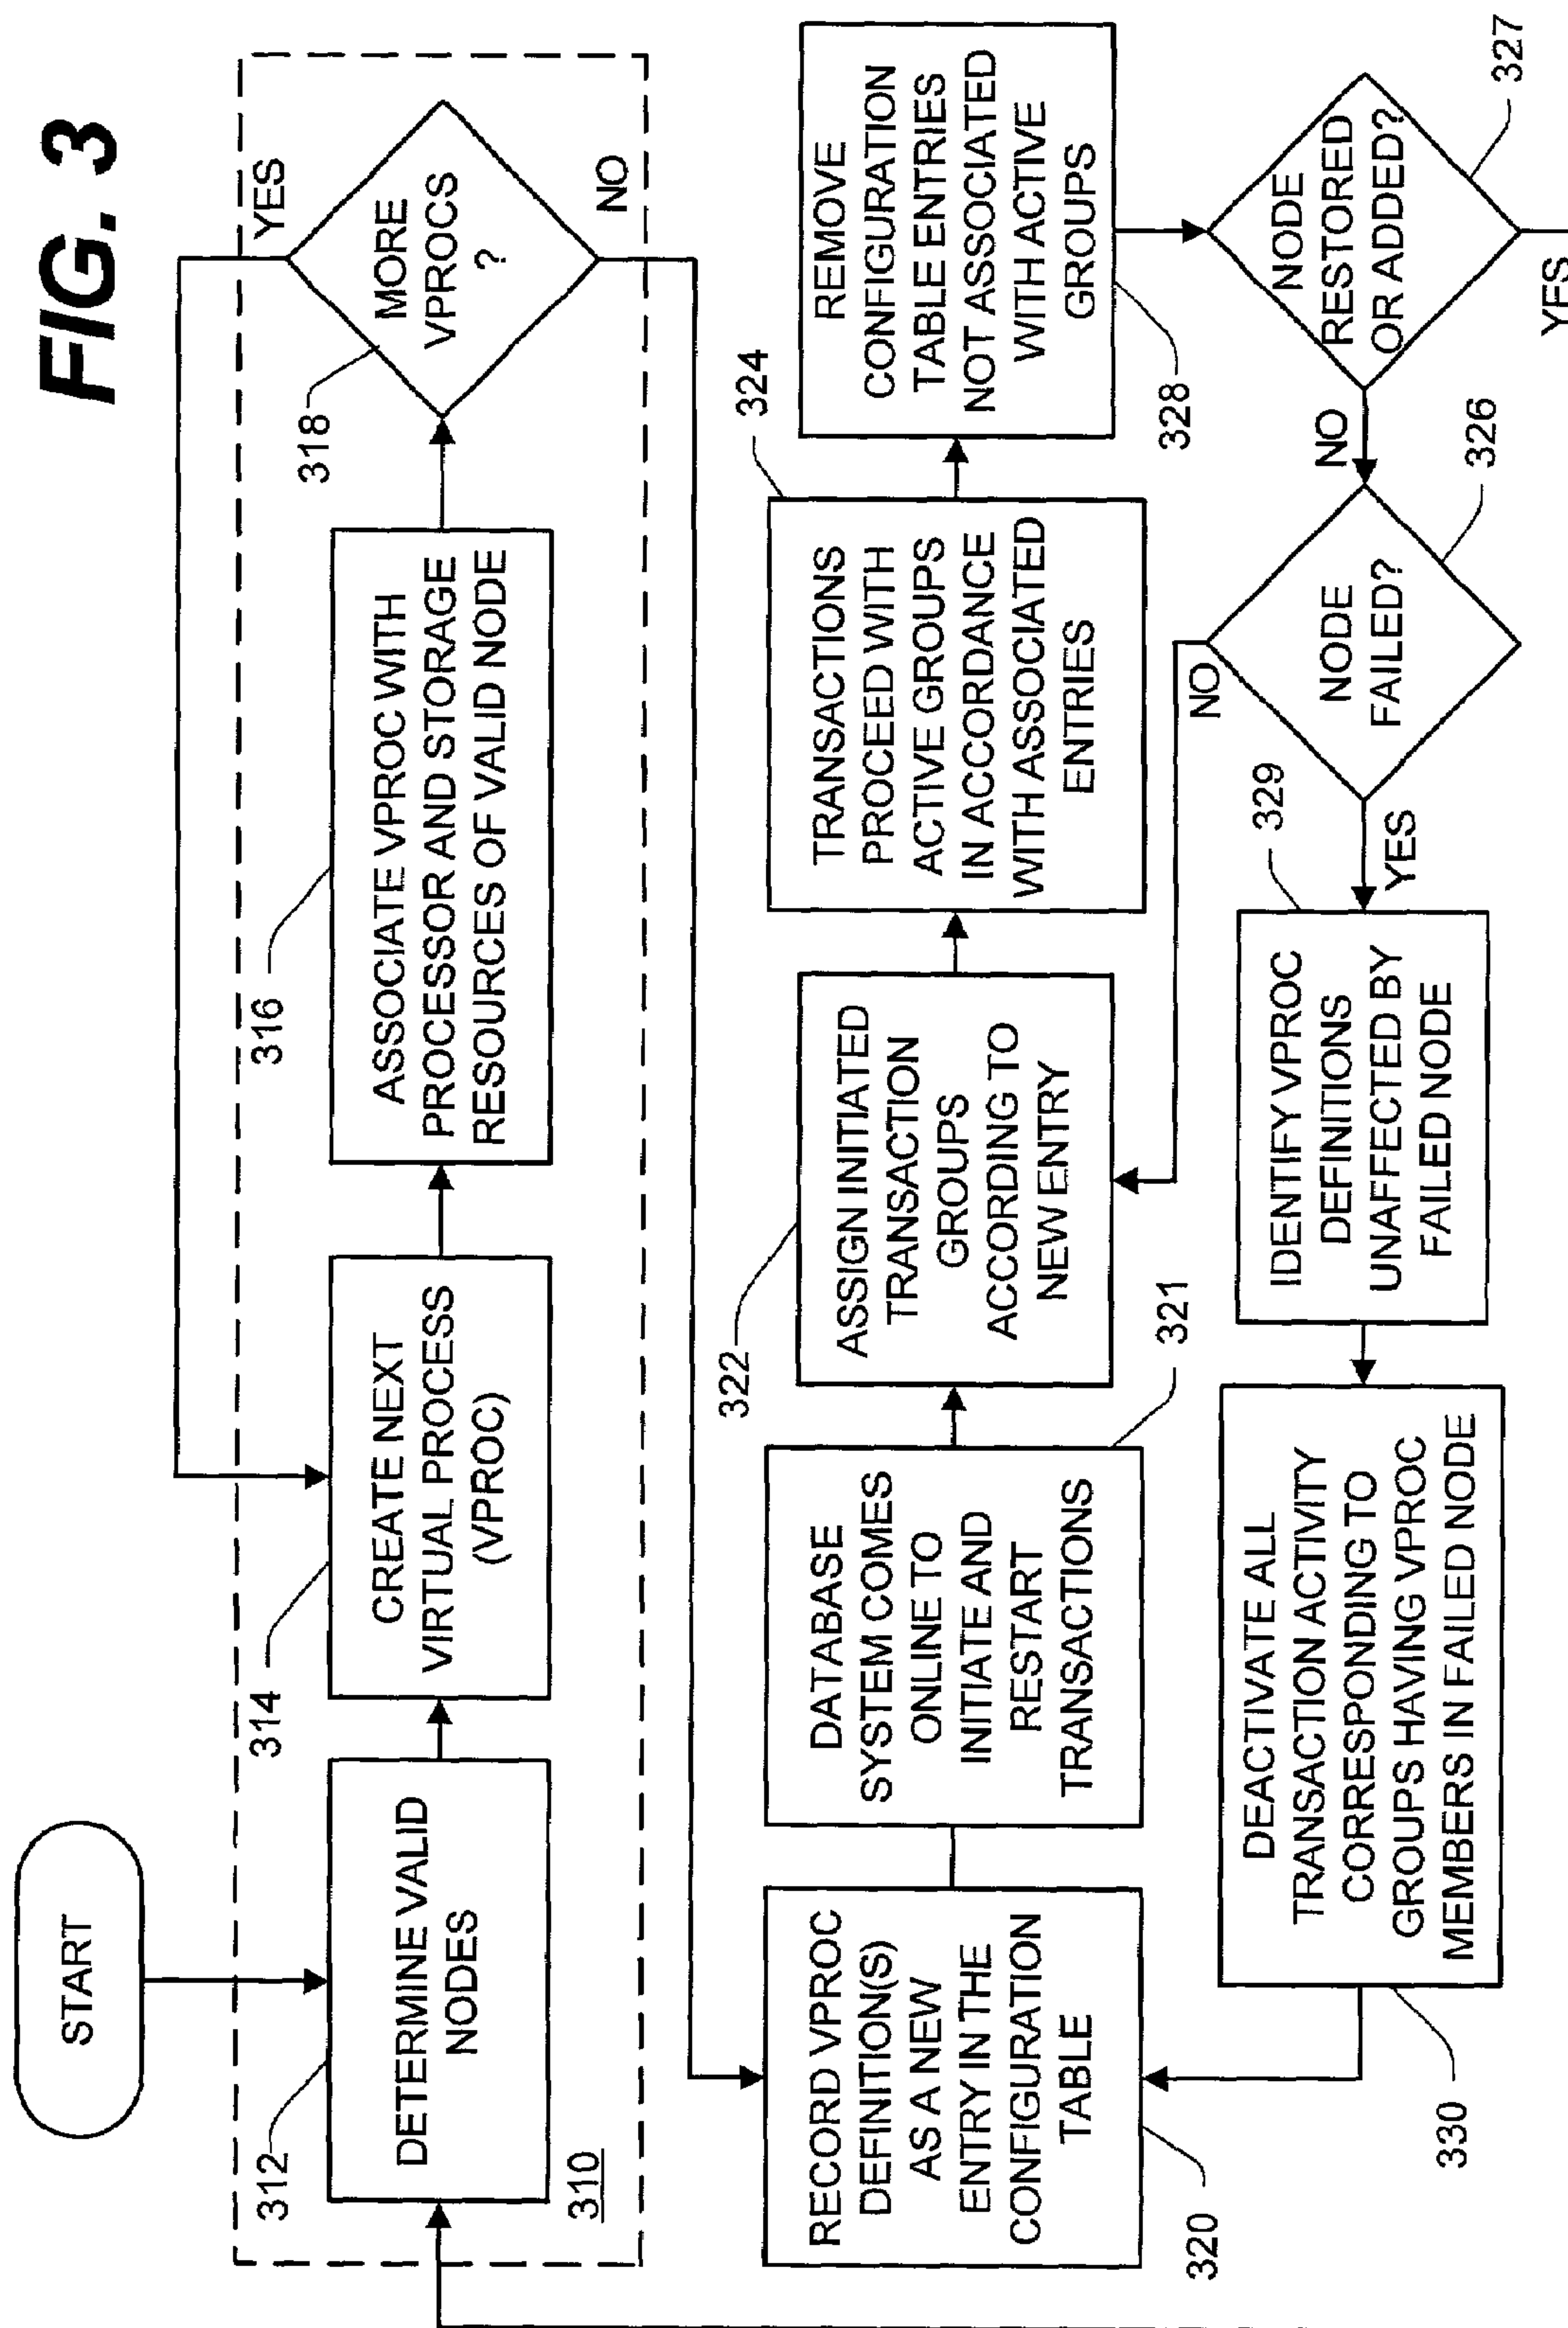 FIG. 3
START
312
DETERMINE VALID
NODES
310
314
CREATE NEXT
VIRTUAL PROCESS
(VPROC)
316
ASSOCIATE VPROC WITH
PROCESSOR AND STORAGE
RESOURCES OF VALID NODE
318
MORE
VPROCS
?
YES
NO
RECORD VPROC
DEFINITION(S)
AS A NEW
ENTRY IN THE
CONFIGURATION
TABLE
320
DATABASE
SYSTEM COMES
ONLINE TO
INITIATE AND
RESTART
TRANSACTIONS
321
322
ASSIGN INITIATED
TRANSACTION
GROUPS
ACCORDING TO
NEW ENTRY
324
TRANSACTIONS
PROCEED WITH
ACTIVE GROUPS
IN ACCORDANCE
WITH ASSOCIATED
ENTRIES
REMOVE
CONFIGURATION
TABLE ENTRIES
NOT ASSOCIATED
WITH ACTIVE
GROUPS
328
NODE
RESTORED
OR ADDED?
327
YES
NO
NODE
FAILED?
326
NO
YES
329
IDENTIFY VPROC
DEFINITIONS
UNAFFECTED BY
FAILED NODE
DEACTIVATE ALL
TRANSACTION ACTIVITY
CORRESPONDING TO
GROUPS HAVING VPROC
MEMBERS IN FAILED NODE
330